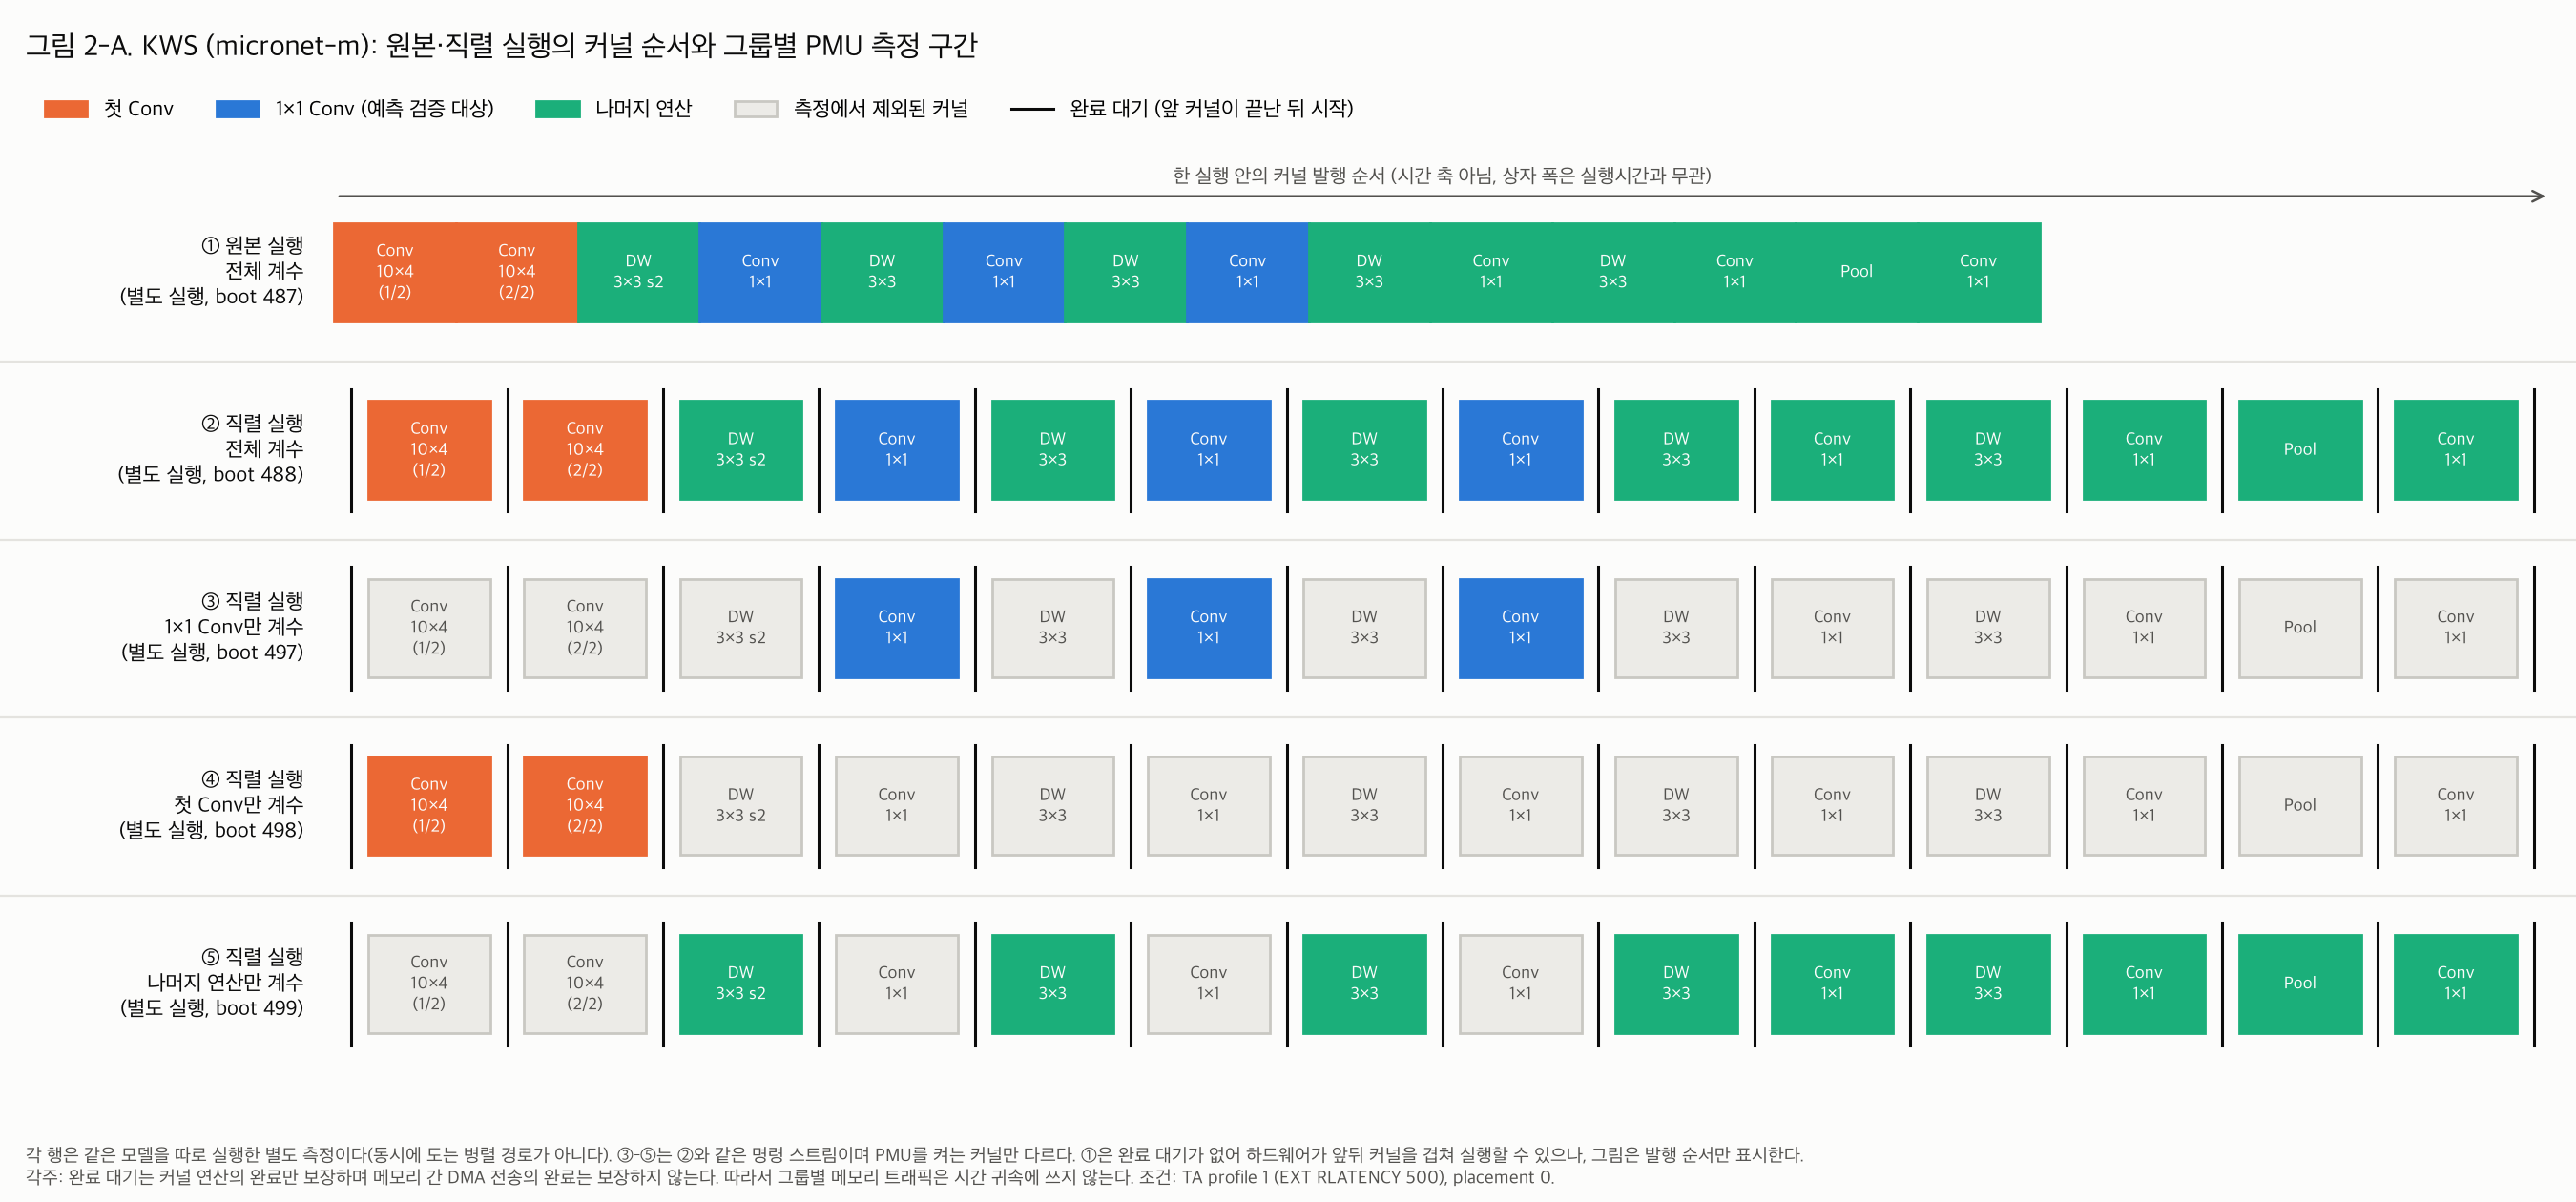 그림 2-A. KWS (micronet-m): 원본·직렬 실행의 커널 순서와 그룹별 PMU 측정 구간
첫 Conv
1×1 Conv (예측 검증 대상)
나머지 연산
측정에서 제외된 커널
완료 대기 (앞 커널이 끝난 뒤 시작)
한 실행 안의 커널 발행 순서 (시간 축 아님, 상자 폭은 실행시간과 무관)
① 원본 실행
전체 계수
(별도 실행, boot 487)
Conv
10×4
(1/2)
Conv
10×4
(2/2)
DW
3×3 s2
Conv
1×1
DW
3×3
Conv
1×1
DW
3×3
Conv
1×1
DW
3×3
Conv
1×1
DW
3×3
Conv
1×1
Pool
Conv
1×1
② 직렬 실행
전체 계수
(별도 실행, boot 488)
Conv
10×4
(1/2)
Conv
10×4
(2/2)
DW
3×3 s2
Conv
1×1
DW
3×3
Conv
1×1
DW
3×3
Conv
1×1
DW
3×3
Conv
1×1
DW
3×3
Conv
1×1
Pool
Conv
1×1
③ 직렬 실행
1×1 Conv만 계수
(별도 실행, boot 497)
Conv
10×4
(1/2)
Conv
10×4
(2/2)
DW
3×3 s2
Conv
1×1
DW
3×3
Conv
1×1
DW
3×3
Conv
1×1
DW
3×3
Conv
1×1
DW
3×3
Conv
1×1
Pool
Conv
1×1
④ 직렬 실행
첫 Conv만 계수
(별도 실행, boot 498)
Conv
10×4
(1/2)
Conv
10×4
(2/2)
DW
3×3 s2
Conv
1×1
DW
3×3
Conv
1×1
DW
3×3
Conv
1×1
DW
3×3
Conv
1×1
DW
3×3
Conv
1×1
Pool
Conv
1×1
⑤ 직렬 실행
나머지 연산만 계수
(별도 실행, boot 499)
Conv
10×4
(1/2)
Conv
10×4
(2/2)
DW
3×3 s2
Conv
1×1
DW
3×3
Conv
1×1
DW
3×3
Conv
1×1
DW
3×3
Conv
1×1
DW
3×3
Conv
1×1
Pool
Conv
1×1
각 행은 같은 모델을 따로 실행한 별도 측정이다(동시에 도는 병렬 경로가 아니다). ③-⑤는 ②와 같은 명령 스트림이며 PMU를 켜는 커널만 다르다. ①은 완료 대기가 없어 하드웨어가 앞뒤 커널을 겹쳐 실행할 수 있으나, 그림은 발행 순서만 표시한다.
각주: 완료 대기는 커널 연산의 완료만 보장하며 메모리 간 DMA 전송의 완료는 보장하지 않는다. 따라서 그룹별 메모리 트래픽은 시간 귀속에 쓰지 않는다. 조건: TA profile 1 (EXT RLATENCY 500), placement 0.